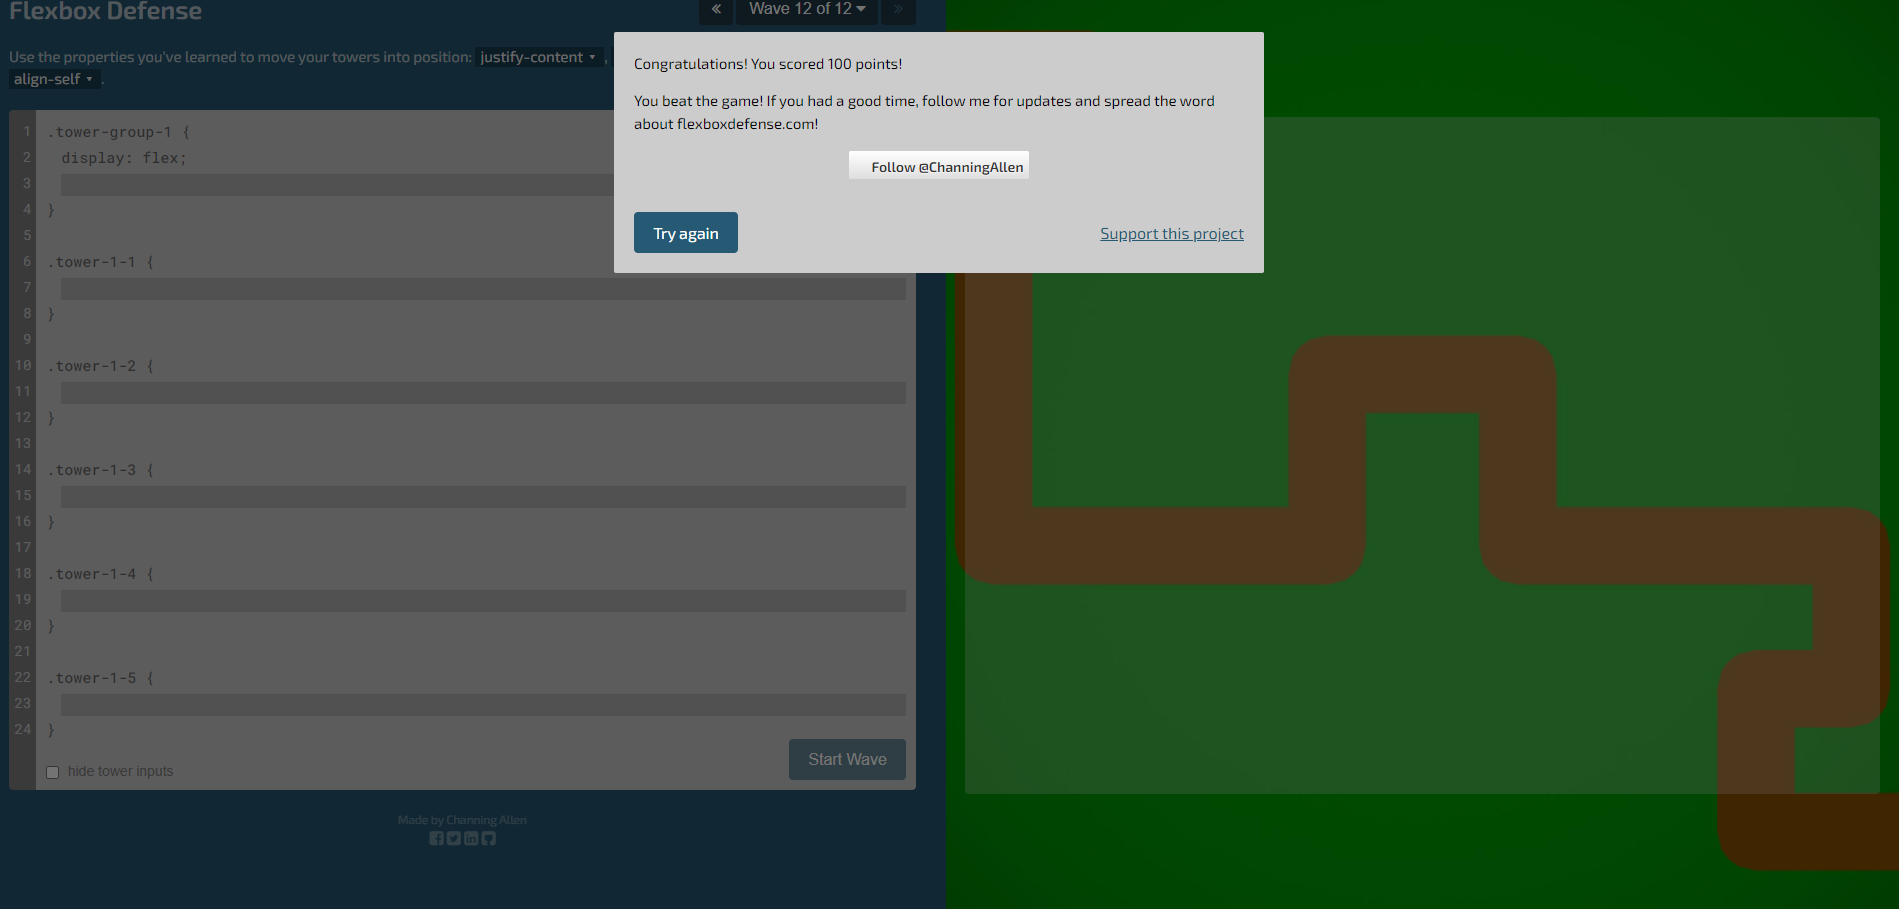 Flexbox Defense
« Wave 12 of 12 »
Use the properties you've learned to move your towers into position: justify-content ,
align-self .
Congratulations! You scored 100 points!
You beat the game! If you had a good time, follow me for updates and spread the word
about flexboxdefense.com!
Follow @ChanningAllen
Try again
Support this project
1 .tower-group-1 {
2 display: flex;
3
4 }
5
6 .tower-1-1 {
7
8 }
9
10 .tower-1-2 {
11
12 }
13
14 .tower-1-3 {
15
16 }
17
18 .tower-1-4 {
19
20 }
21
22 .tower-1-5 {
23
24 }
hide tower inputs
Start Wave
Made by Channing Allen